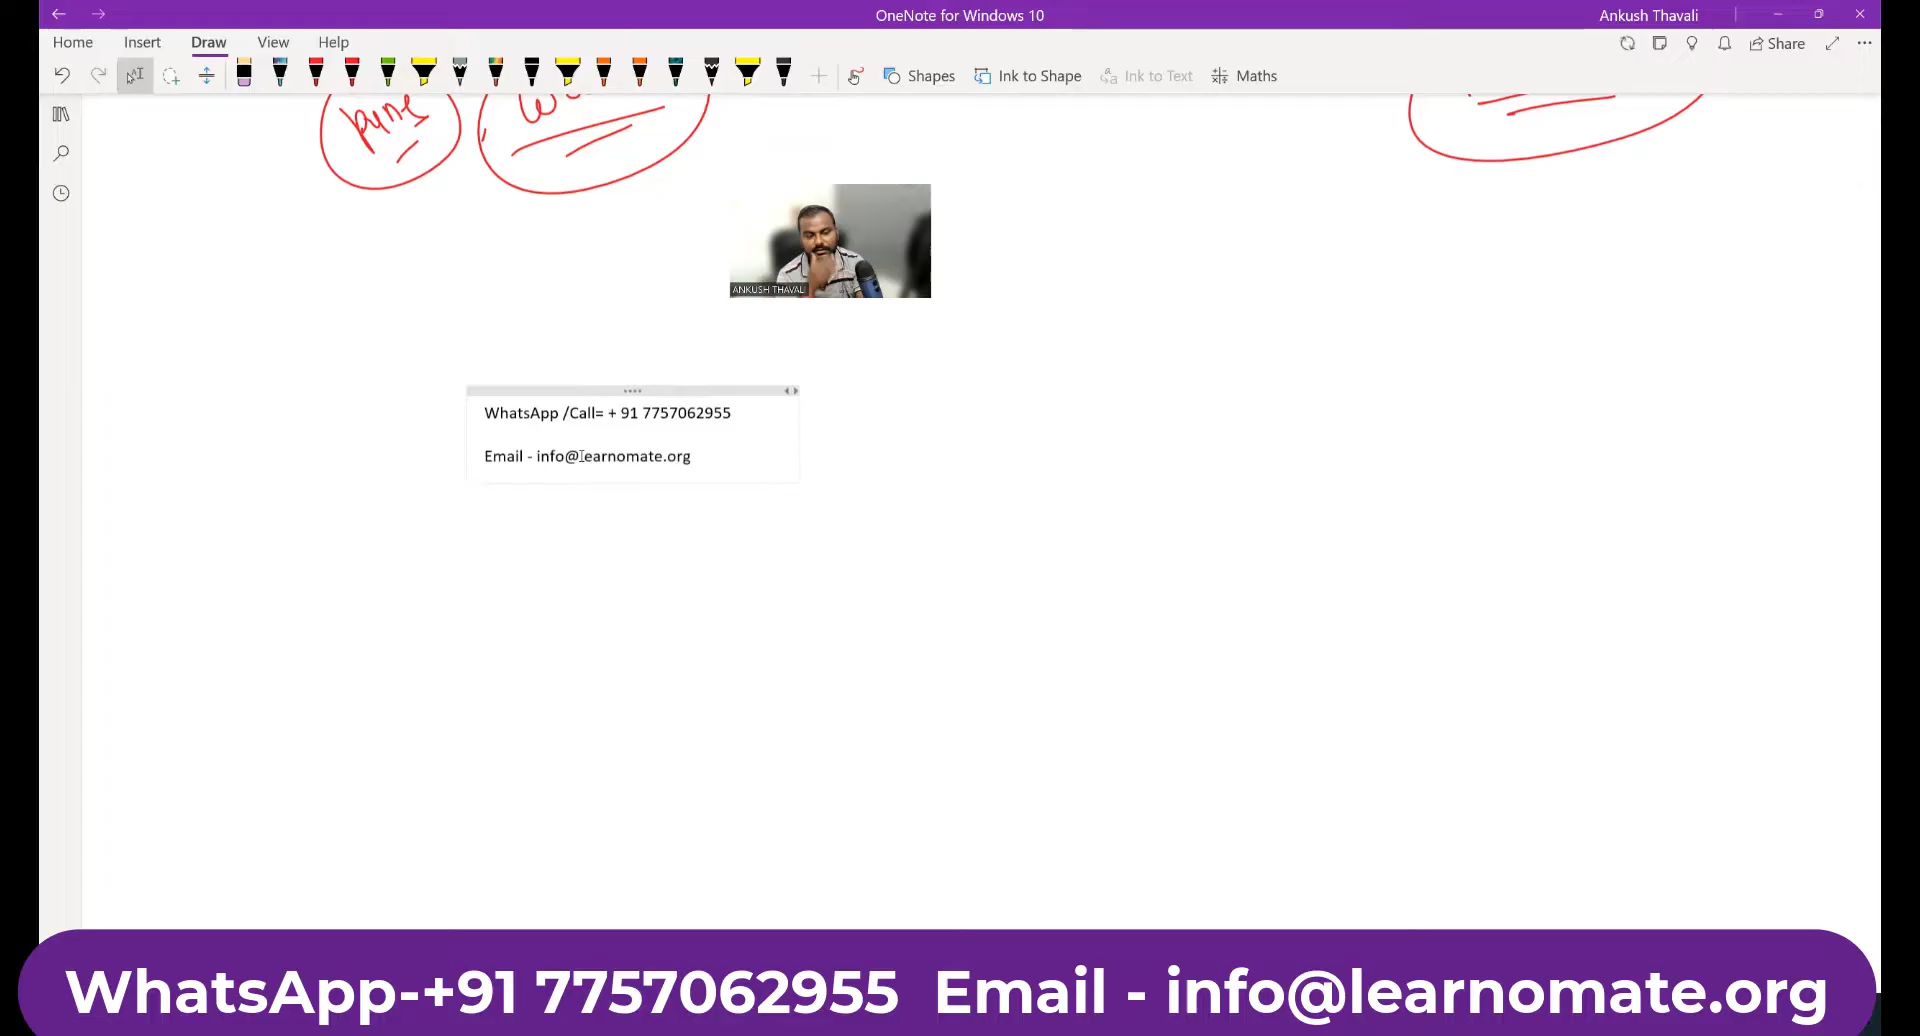 OneNote for Windows 10
Ankush Thavali
Home Insert Draw View Help
Share
Shapes Ink to Shape Ink to Text Maths
ANKUSH THAVALI
WhatsApp /Call= + 91 7757062955
Email - info@learnomate.org
WhatsApp-+91 7757062955 Email - info@learnomate.org